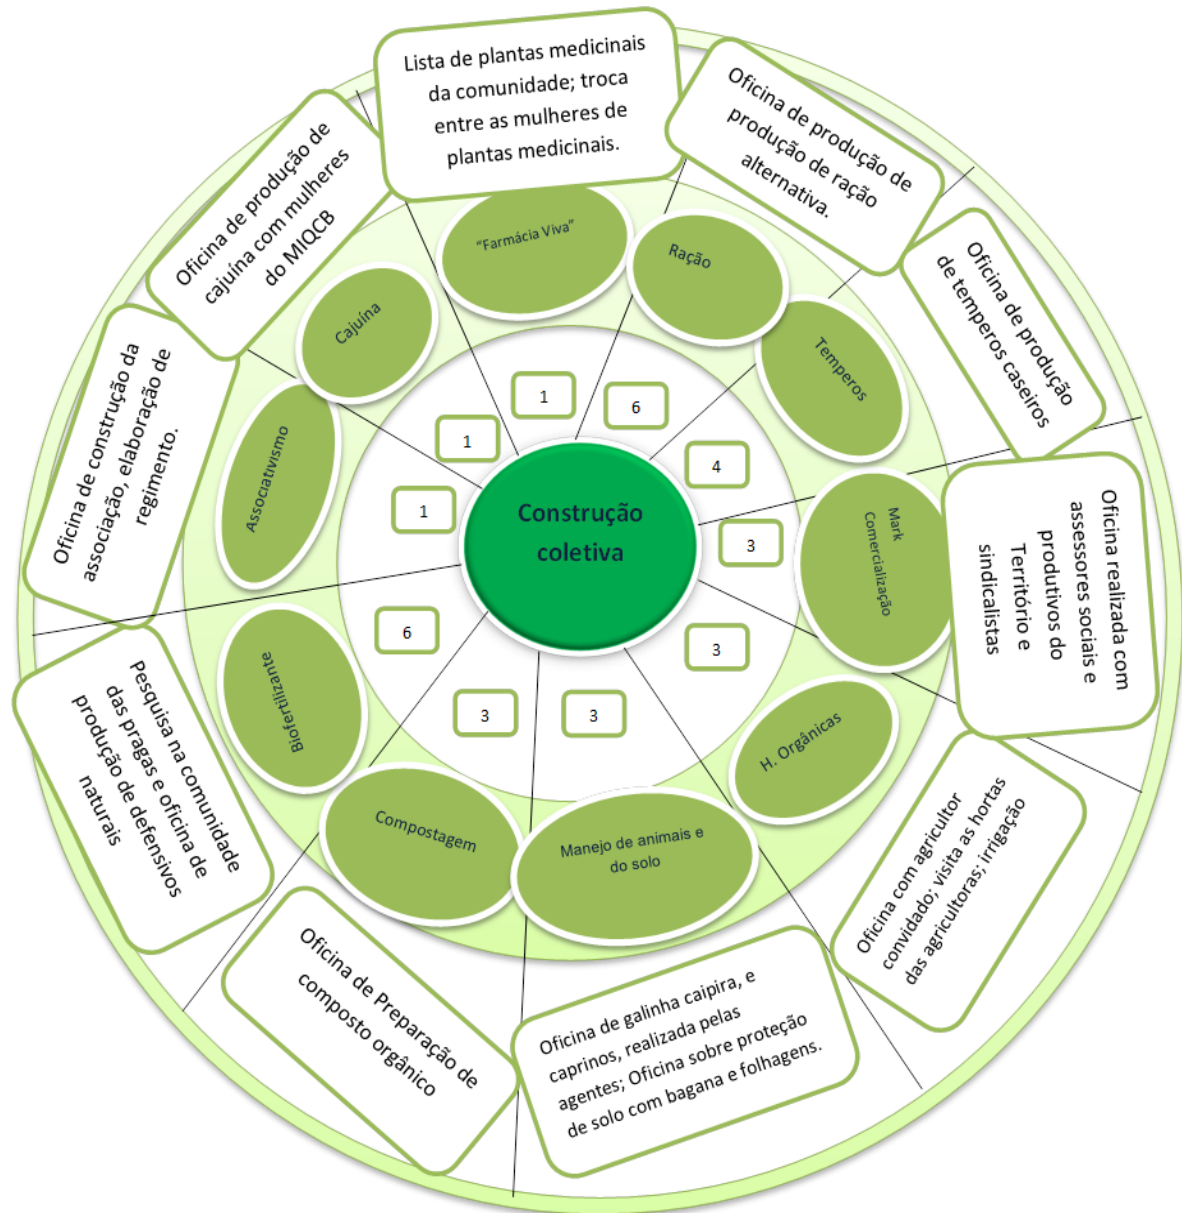 Construção
coletiva
Lista de plantas medicinais
da comunidade; troca
entre as mulheres de
plantas medicinais.
"Farmácia Viva"
1
Oficina de produção de
produção de ração
alternativa.
Ração
6
Oficina de produção
de temperos caseiros
Temperos
4
Oficina realizada com
assessores sociais e
produtivos do
Território e
sindicalistas
Mark
Comercialização
3
Oficina com agricultor
convidado; visita as hortas
das agricultoras; irrigação
H. Orgânicas
3
Oficina de galinha caipira, e
caprinos, realizada pelas
agentes; Oficina sobre proteção
de solo com bagana e folhagens.
Manejo de animais e
do solo
3
Oficina de Preparação de
composto orgânico
Compostagem
3
Pesquisa na comunidade
das pragas e oficina de
produção de defensivos
naturais
Biofertilizante
6
Oficina de construção da
associação, elaboração de
regimento.
Associativismo
1
Oficina de produção de
cajuína com mulheres
do MIQCB
Cajuína
1